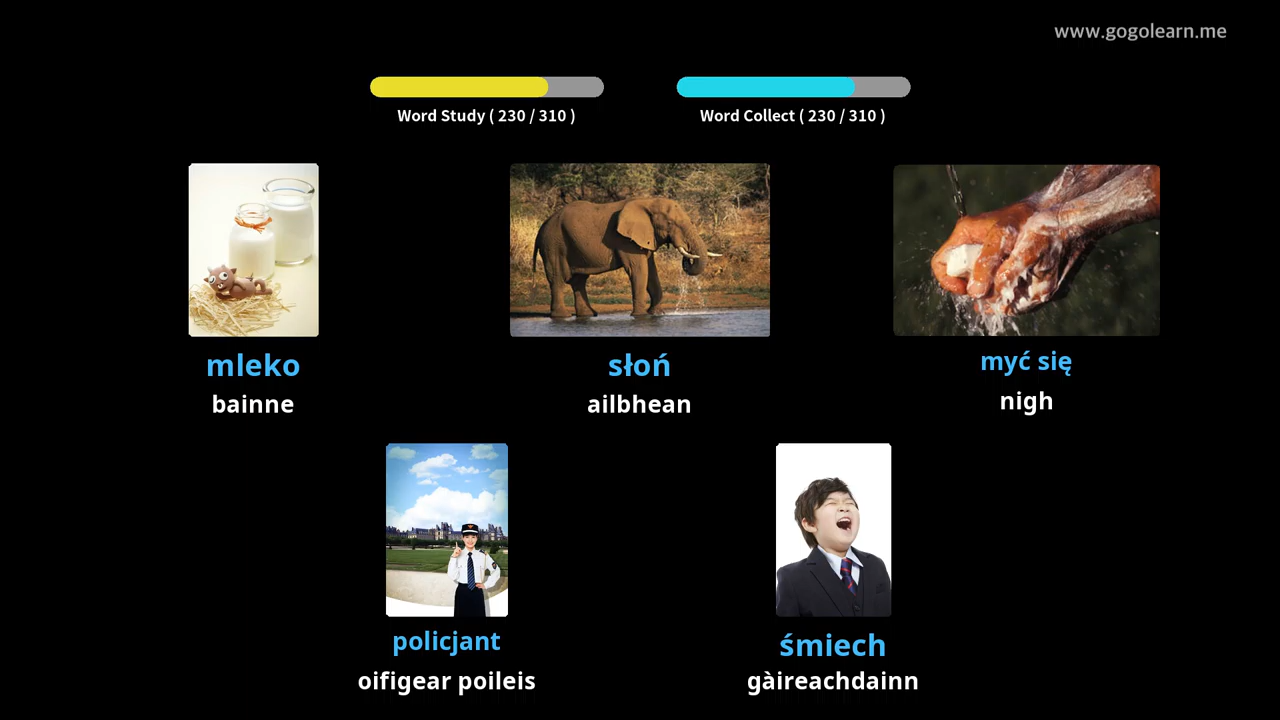 www.gogolearn.me
Word Study ( 230 / 310 )
Word Collect ( 230 / 310 )
mleko
bainne
słoń
ailbhean
myć się
nigh
policjant
oifigear poileis
śmiech
gàireachdainn